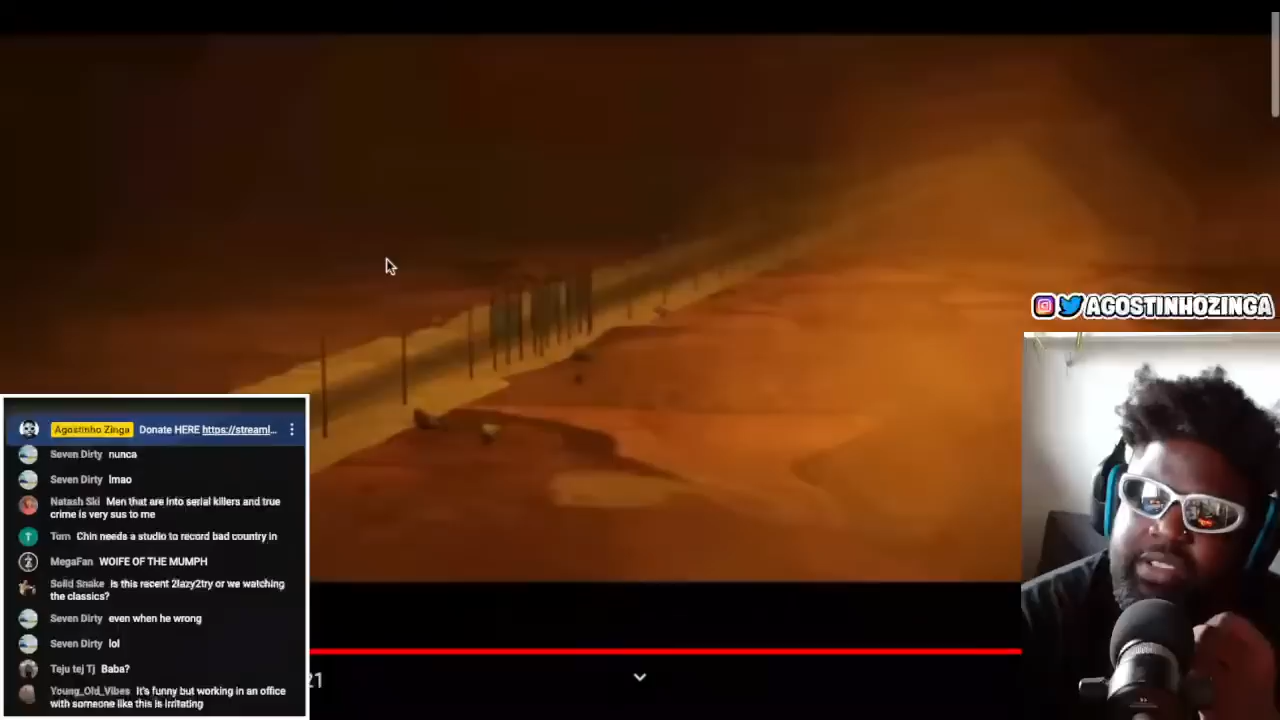 AGOSTINHOZINGA
Agostinho Zinga Donate HERE https://streaml...
Seven Dirty nunca
Seven Dirty lmao
Natash Ski Men that are into serial killers and true
crime is very sus to me
Tom Chin needs a studio to record bad country in
MegaFan WOIFE OF THE MUMPH
Solid Snake Is this recent 2lazy2try or we watching
the classics?
Seven Dirty even when he wrong
Seven Dirty lol
Teju tej Tj Baba?
Young_Old_Vibes It's funny but working in an office
with someone like this is irritating
21